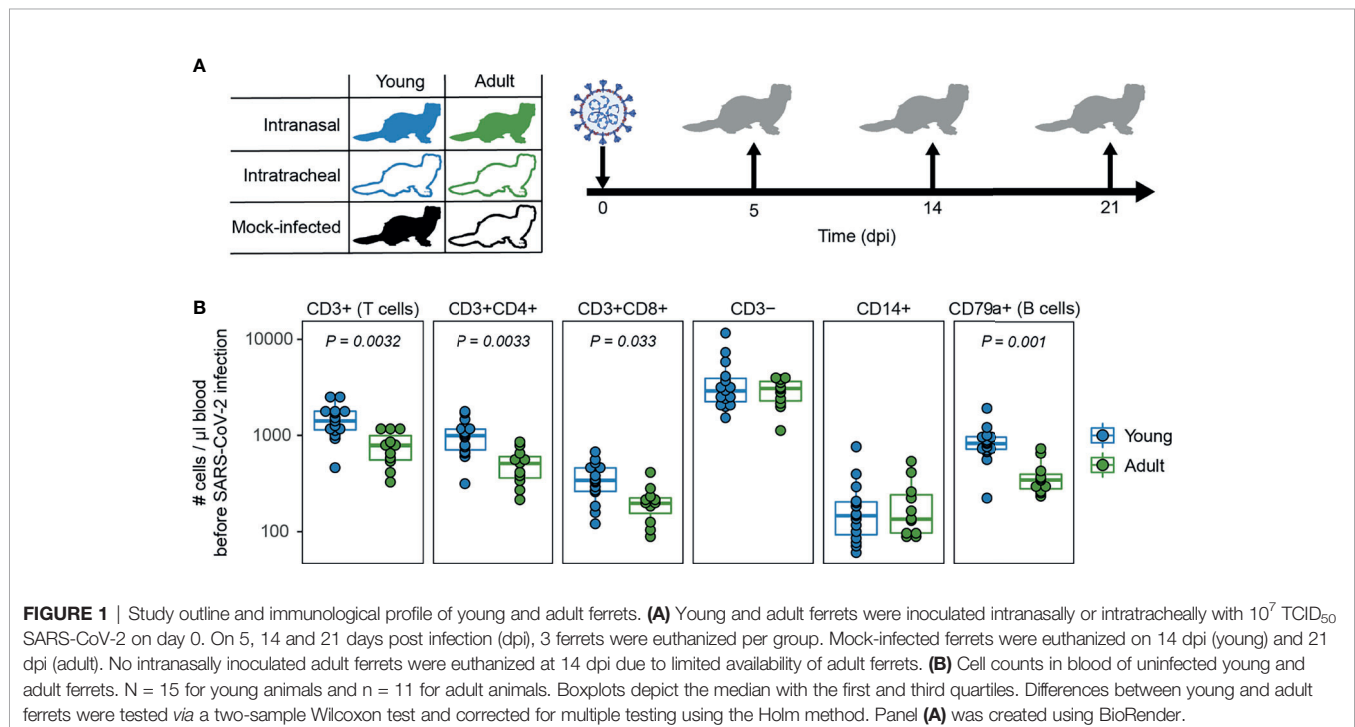 A
Young Adult
Intranasal
Intratracheal
Mock-infected
0 5 14 21
Time (dpi)
B
CD3+ (T cells) CD3+CD4+ CD3+CD8+ CD3− CD14+ CD79a+ (B cells)
P = 0.0032 P = 0.0033 P = 0.033 P = 0.001
10000
1000
100
# cells / µl blood
before SARS-CoV-2 infection
Young
Adult
FIGURE 1 | Study outline and immunological profile of young and adult ferrets. (A) Young and adult ferrets were inoculated intranasally or intratracheally with 10⁷ TCID₅₀
SARS-CoV-2 on day 0. On 5, 14 and 21 days post infection (dpi), 3 ferrets were euthanized per group. Mock-infected ferrets were euthanized on 14 dpi (young) and 21
dpi (adult). No intranasally inoculated adult ferrets were euthanized at 14 dpi due to limited availability of adult ferrets. (B) Cell counts in blood of uninfected young and
adult ferrets. N = 15 for young animals and n = 11 for adult animals. Boxplots depict the median with the first and third quartiles. Differences between young and adult
ferrets were tested via a two-sample Wilcoxon test and corrected for multiple testing using the Holm method. Panel (A) was created using BioRender.